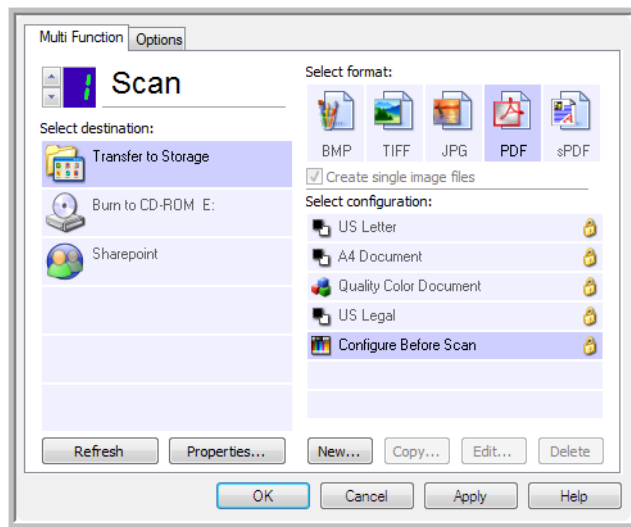 Multi Function Options
1 Scan
Select destination:
Transfer to Storage
Burn to CD-ROM E:
Sharepoint
Refresh Properties...
Select format:
BMP TIFF JPG PDF sPDF
Create single image files
Select configuration:
US Letter
A4 Document
Quality Color Document
US Legal
Configure Before Scan
New... Copy... Edit... Delete
OK Cancel Apply Help